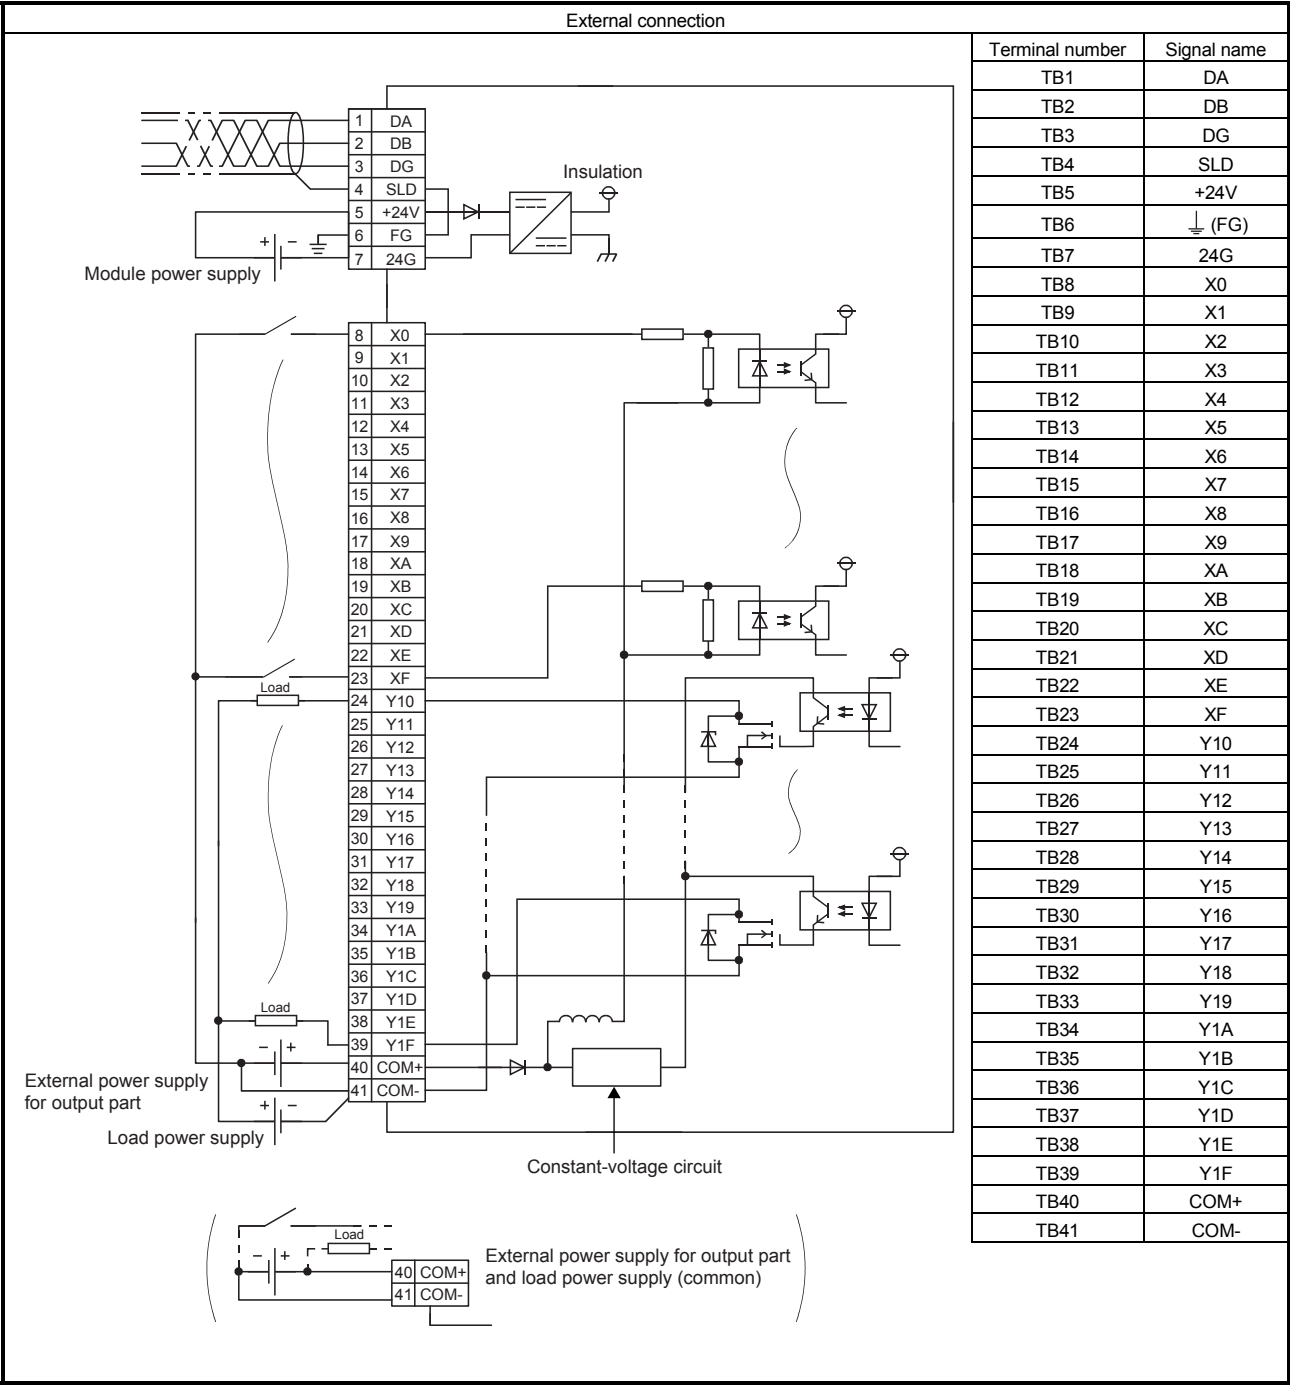 External connection
Terminal number Signal name
TB1 DA
TB2 DB
TB3 DG
TB4 SLD
TB5 +24V
TB6 (FG)
TB7 24G
TB8 X0
TB9 X1
TB10 X2
TB11 X3
TB12 X4
TB13 X5
TB14 X6
TB15 X7
TB16 X8
TB17 X9
TB18 XA
TB19 XB
TB20 XC
TB21 XD
TB22 XE
TB23 XF
TB24 Y10
TB25 Y11
TB26 Y12
TB27 Y13
TB28 Y14
TB29 Y15
TB30 Y16
TB31 Y17
TB32 Y18
TB33 Y19
TB34 Y1A
TB35 Y1B
TB36 Y1C
TB37 Y1D
TB38 Y1E
TB39 Y1F
TB40 COM+
TB41 COM-
1 DA
2 DB
3 DG
4 SLD
5 +24V
6 FG
7 24G
Insulation
+ −
Module power supply
8 X0
9 X1
10 X2
11 X3
12 X4
13 X5
14 X6
15 X7
16 X8
17 X9
18 XA
19 XB
20 XC
21 XD
22 XE
23 XF
Load
24 Y10
25 Y11
26 Y12
27 Y13
28 Y14
29 Y15
30 Y16
31 Y17
32 Y18
33 Y19
34 Y1A
35 Y1B
36 Y1C
37 Y1D
Load
38 Y1E
39 Y1F
− +
40 COM+
41 COM-
External power supply
for output part
+ −
Load power supply
Constant-voltage circuit
Load
− +
40 COM+
41 COM-
External power supply for output part
and load power supply (common)